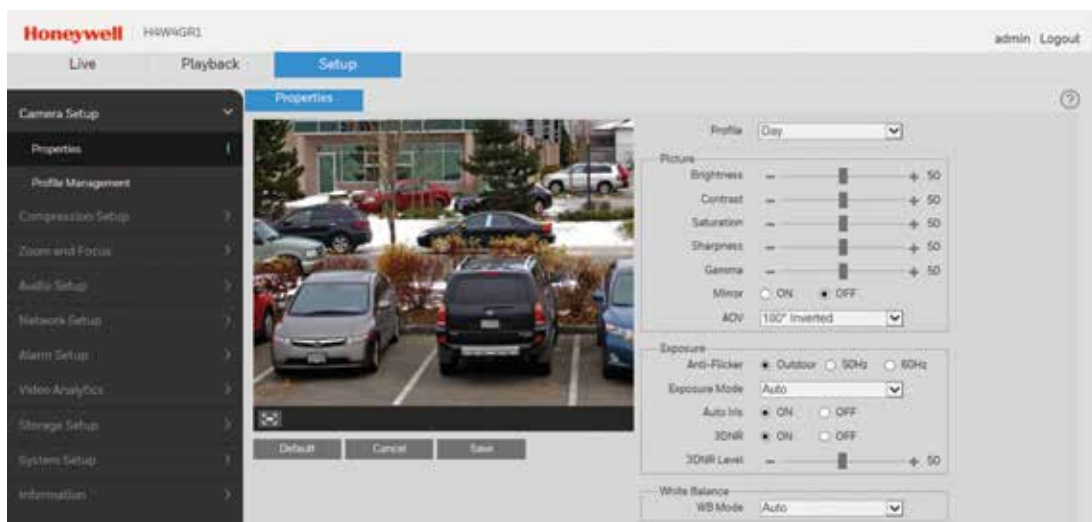 Honeywell H4W4GR1
admin Logout
Live Playback Setup
Camera Setup
Properties
Profile Management
Compression Setup
Zoom and Focus
Audio Setup
Network Setup
Alarm Setup
Video Analytics
Storage Setup
System Setup
Information
Properties
Default Cancel Save
Profile Day
Picture
Brightness - + 50
Contrast - + 50
Saturation - + 50
Sharpness - + 50
Gamma - + 50
Mirror ON OFF
AOV 180° Inverted
Exposure
Anti-Flicker Outdoor 50Hz 60Hz
Exposure Mode Auto
Auto Iris ON OFF
3DNR ON OFF
3DNR Level - + 50
White Balance
WB Mode Auto